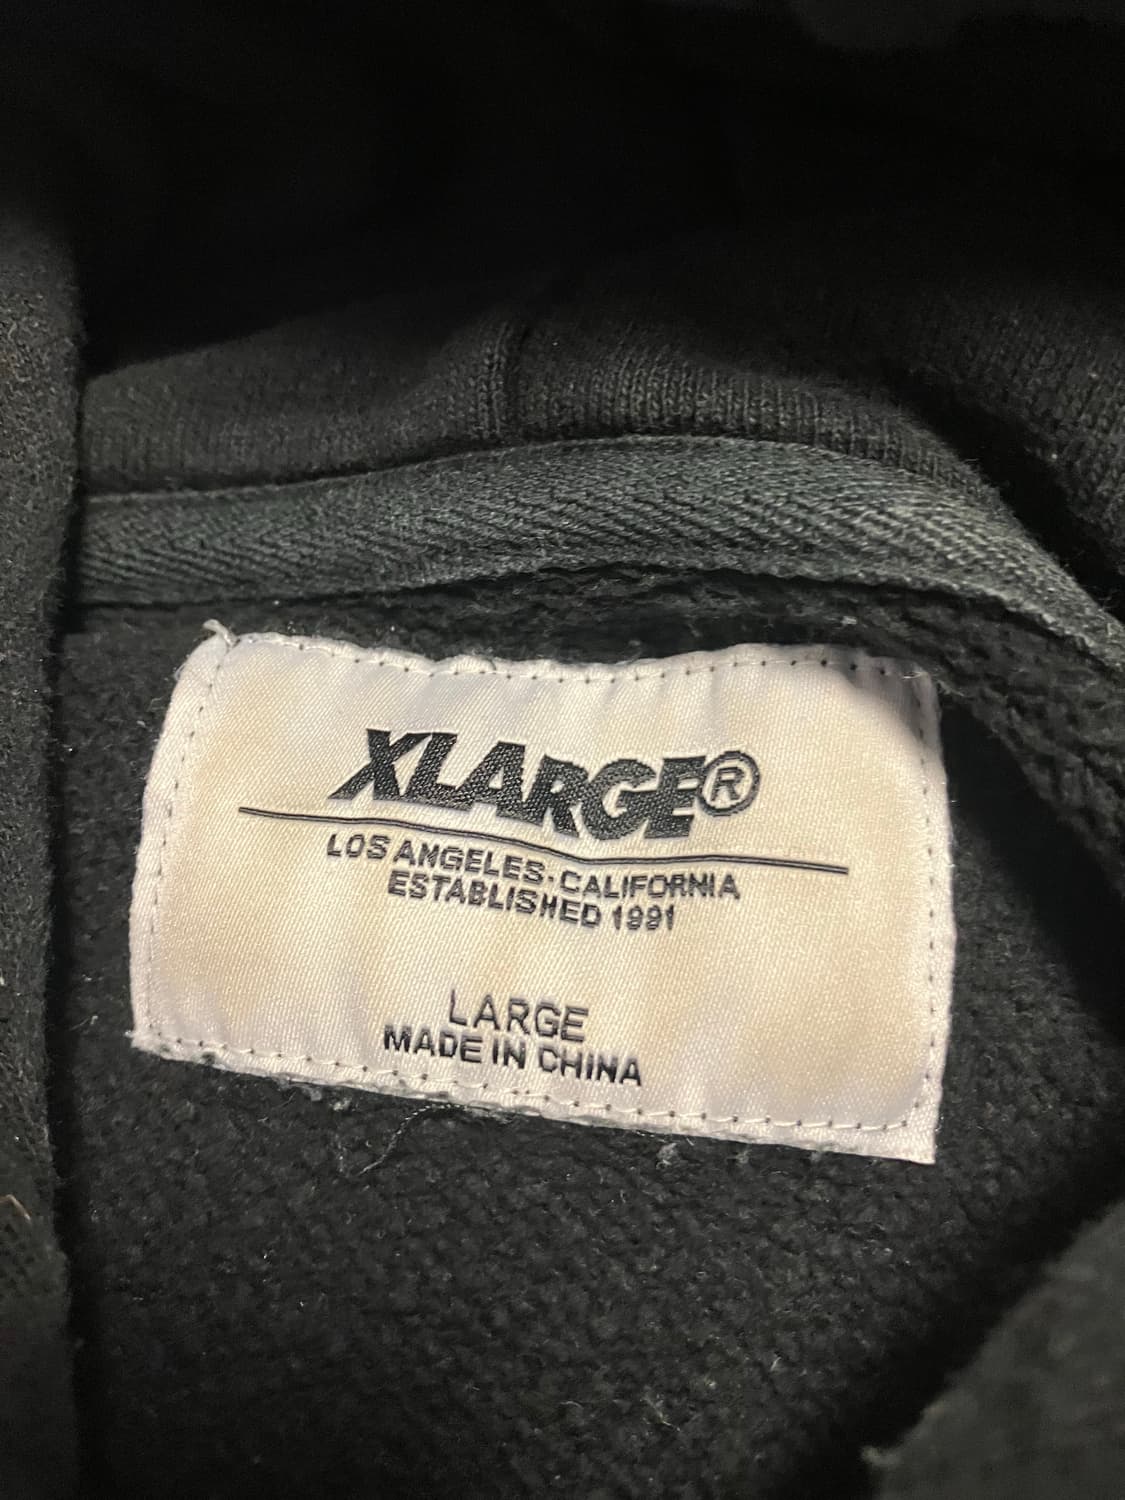 XLARGE®
LOS ANGELES-CALIFORNIA
ESTABLISHED 1991
LARGE
MADE IN CHINA